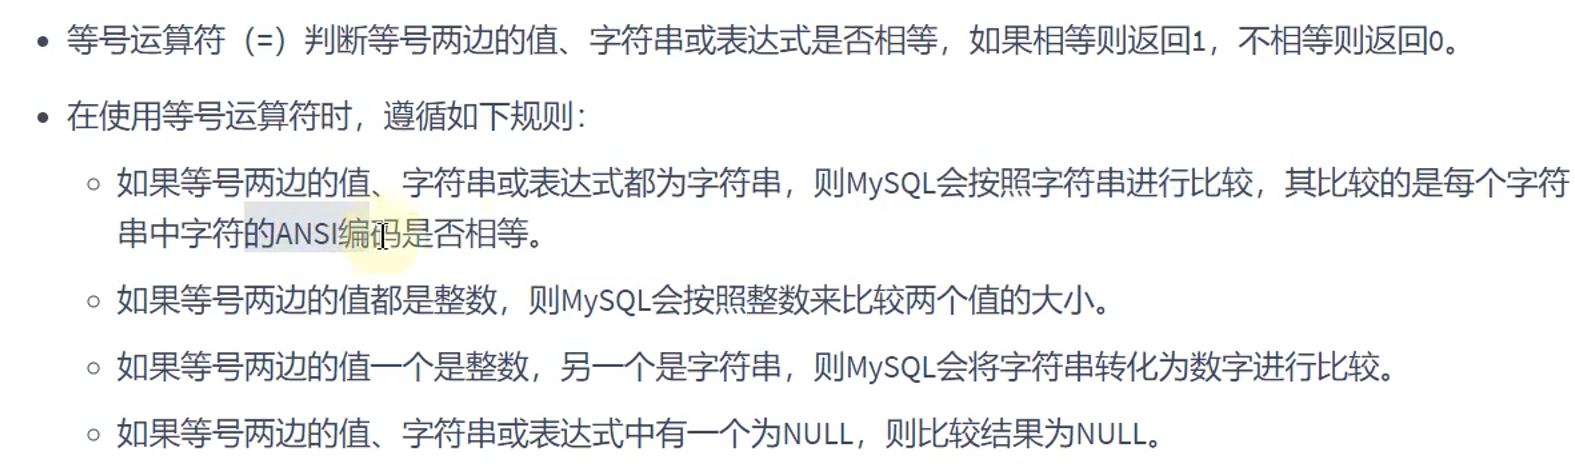 • 等号运算符（=）判断等号两边的值、字符串或表达式是否相等，如果相等则返回1，不相等则返回0。
• 在使用等号运算符时，遵循如下规则：
○ 如果等号两边的值、字符串或表达式都为字符串，则MySQL会按照字符串进行比较，其比较的是每个字符
串中字符的ANSI编码是否相等。
○ 如果等号两边的值都是整数，则MySQL会按照整数来比较两个值的大小。
○ 如果等号两边的值一个是整数，另一个是字符串，则MySQL会将字符串转化为数字进行比较。
○ 如果等号两边的值、字符串或表达式中有一个为NULL，则比较结果为NULL。